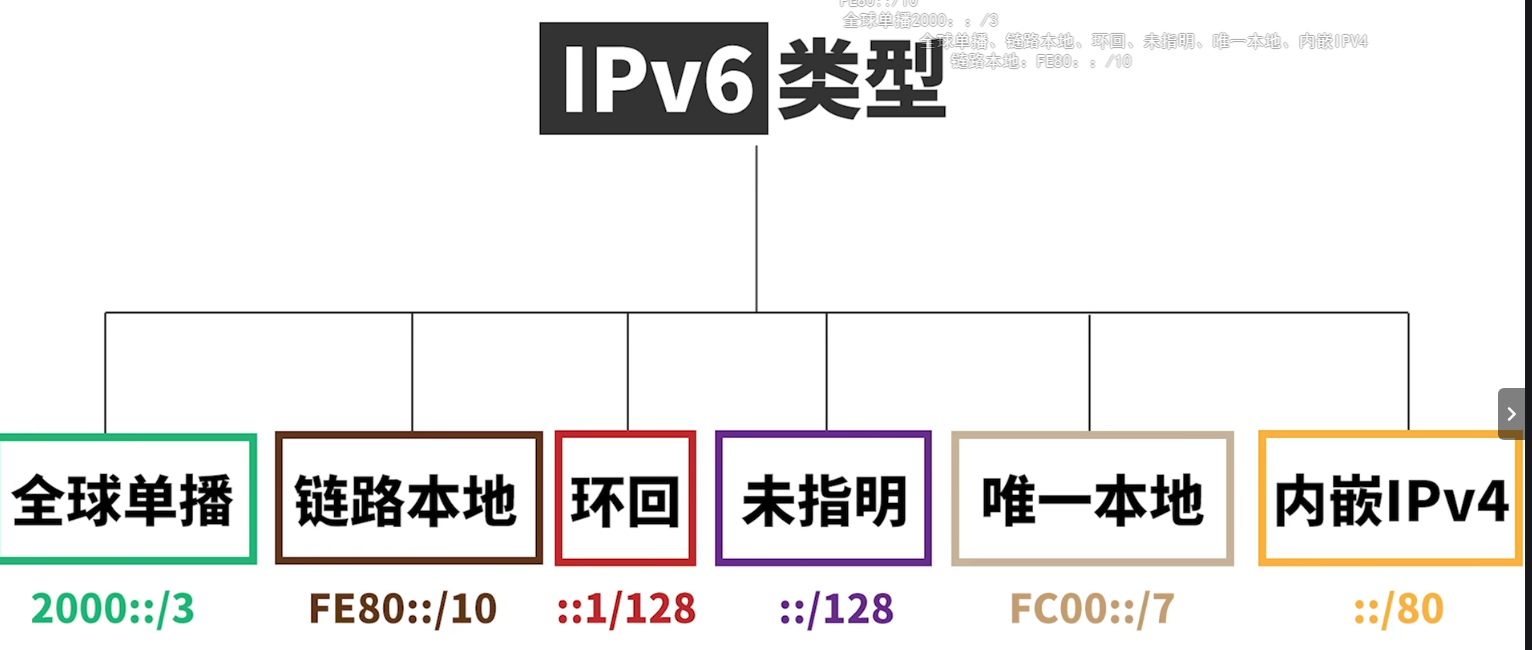 FE80::/10
全球单播2000：：/3
全球单播、链路本地、环回、未指明、唯一本地、内嵌IPV4
链路本地：FE80：：/10
IPv6类型
全球单播
链路本地
环回
未指明
唯一本地
内嵌IPv4
2000::/3
FE80::/10
::1/128
::/128
FC00::/7
::/80